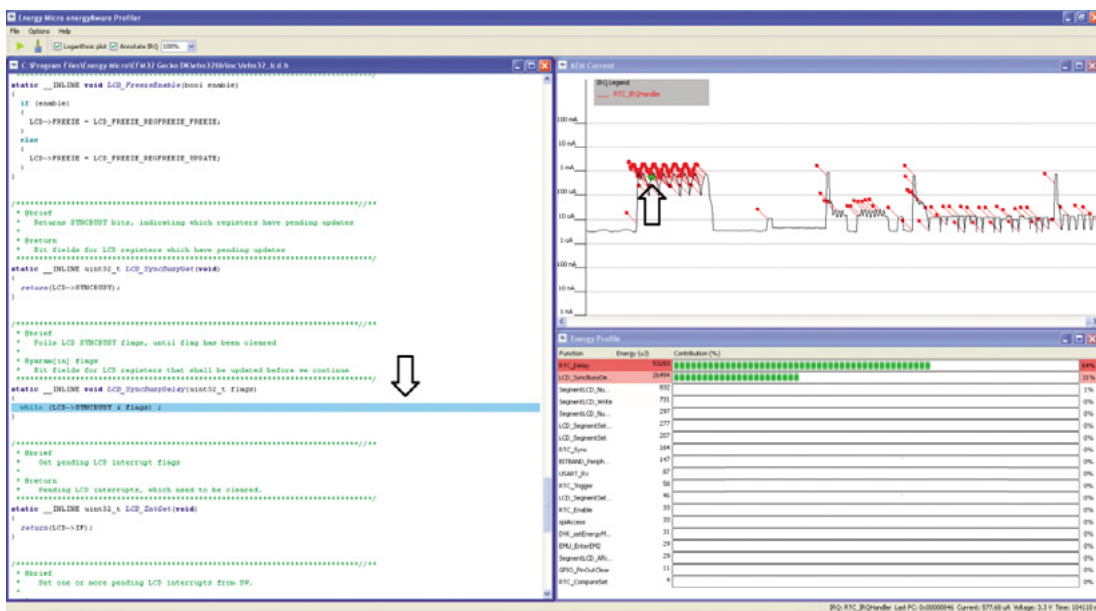 Energy Micro energyAware Profiler
File Options Help
Logarithmic plot Annotate IRQ 100%
C:\Program Files\Energy Micro\EFM32 Gecko DK\efm32lib\inc\efm32_lcd.h
static __INLINE void LCD_FreezeEnable(bool enable)
{
if (enable)
{
LCD->FREEZE = LCD_FREEZE_REGFREEZE_FREEZE;
}
else
{
LCD->FREEZE = LCD_FREEZE_REGFREEZE_UPDATE;
}
}
* @brief
* Returns SYNCBUSY bits, indicating which registers have pending updates
*
* @return
* Bit fields for LCD registers which have pending updates
static __INLINE uint32_t LCD_SyncBusyGet(void)
{
return(LCD->SYNCBUSY);
}
* @brief
* Polls LCD SYNCBUSY flags, until flag has been cleared
*
* @param[in] flags
* Bit fields for LCD registers that shall be updated before we continue
static __INLINE void LCD_SyncBusyDelay(uint32_t flags)
{
while (LCD->SYNCBUSY & flags) ;
}
* @brief
* Get pending LCD interrupt flags
*
* @return
* Pending LCD interrupts, which need to be cleared.
static __INLINE uint32_t LCD_IntGet(void)
{
return(LCD->IF);
}
* @brief
* Set one or more pending LCD interrupts from SW.
AEM Current
IRQ Legend
RTC_IRQHandler
100 mA
10 mA
1 mA
100 uA
10 uA
1 uA
100 nA
10 nA
1 nA
Energy Profile
Function Energy (uJ) Contribution (%)
RTC_Delay 64%
LCD_SyncBusyDe... 31%
SegmentLCD_Nu... 892 1%
SegmentLCD_Write 731 0%
SegmentLCD_Nu... 297 0%
LCD_SegmentSet... 277 0%
LCD_SegmentSet 207 0%
RTC_Sync 164 0%
BITBAND_Periph... 147 0%
USART_Rx 87 0%
RTC_Trigger 58 0%
LCD_SegmentSet... 46 0%
RTC_Enable 33 0%
spiAccess 33 0%
DVK_setEnergyM... 31 0%
EMU_EnterEM2 29 0%
SegmentLCD_Alp... 29 0%
GPIO_PinOutClear 11 0%
RTC_CompareSet 4 0%
IRQ: RTC_IRQHandler Last PC: 0x00000846 Current: 577.68 uA Voltage: 3.3 V Time: 104110